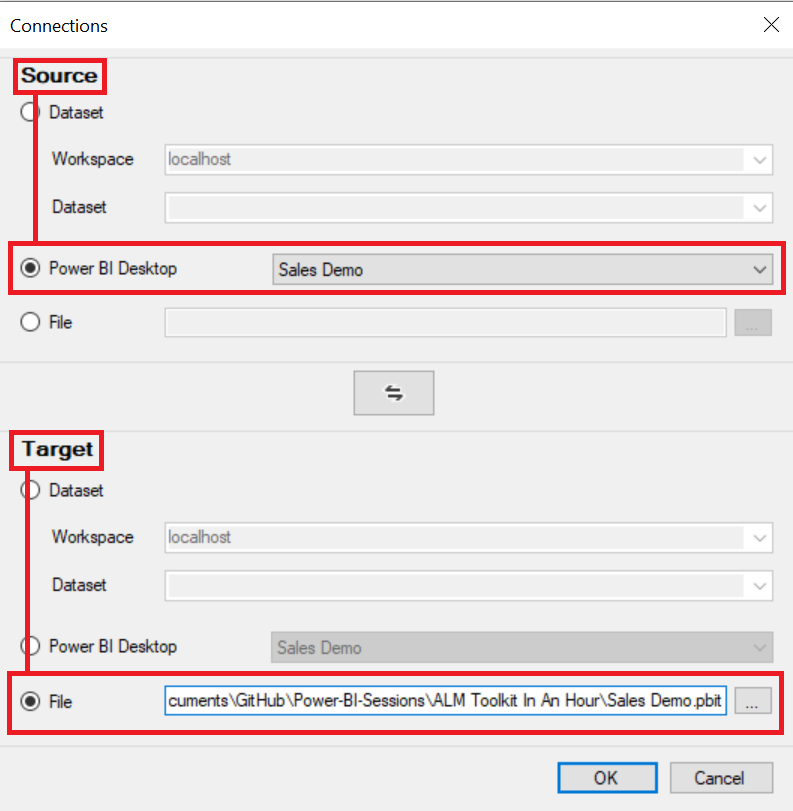 Connections
Source
Dataset
Workspace localhost
Dataset
Power BI Desktop Sales Demo
File ...
Target
Dataset
Workspace localhost
Dataset
Power BI Desktop Sales Demo
File cuments\GitHub\Power-BI-Sessions\ALM Toolkit In An Hour\Sales Demo.pbit ...
OK Cancel